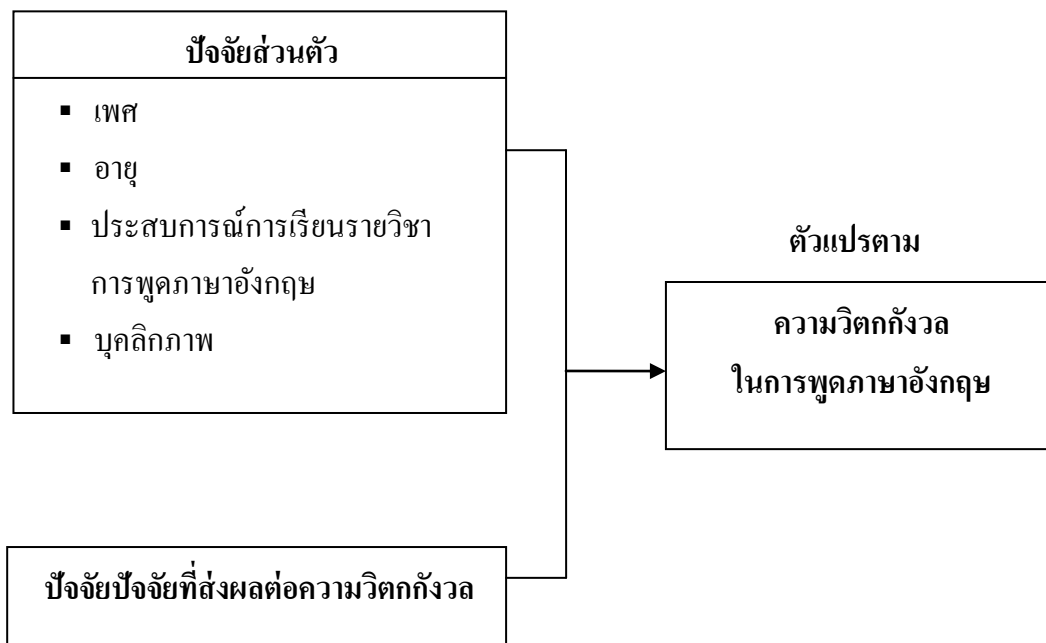 ปัจจัยส่วนตัว
▪ เพศ
▪ อายุ
▪ ประสบการณ์การเรียนรายวิชา
การพูดภาษาอังกฤษ
▪ บุคลิกภาพ
ตัวแปรตาม
ความวิตกกังวล
ในการพูดภาษาอังกฤษ
ปัจจัยปัจจัยที่ส่งผลต่อความวิตกกังวล